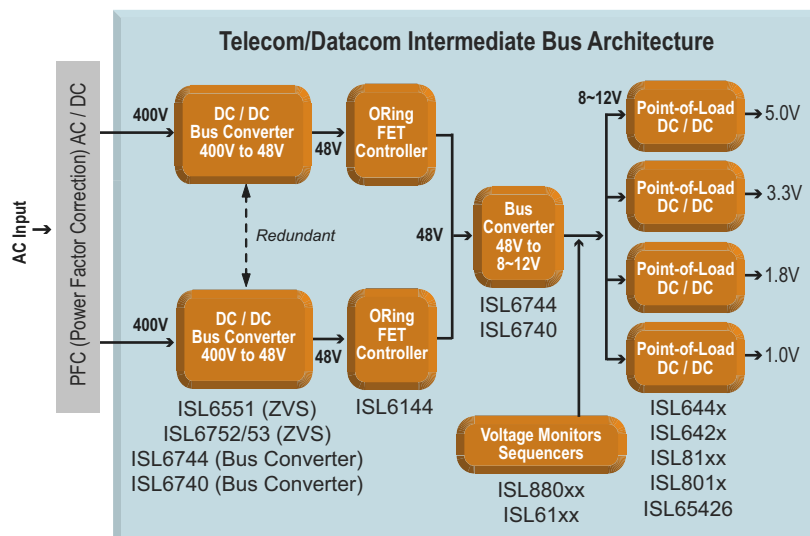 Telecom/Datacom Intermediate Bus Architecture
AC Input
PFC (Power Factor Correction) AC / DC
400V
DC / DC
Bus Converter
400V to 48V
48V
ORing
FET
Controller
Redundant
400V
DC / DC
Bus Converter
400V to 48V
48V
ORing
FET
Controller
ISL6551 (ZVS)
ISL6752/53 (ZVS)
ISL6744 (Bus Converter)
ISL6740 (Bus Converter)
ISL6144
48V
Bus
Converter
48V to
8~12V
ISL6744
ISL6740
Voltage Monitors
Sequencers
ISL880xx
ISL61xx
8~12V
Point-of-Load
DC / DC
5.0V
Point-of-Load
DC / DC
3.3V
Point-of-Load
DC / DC
1.8V
Point-of-Load
DC / DC
1.0V
ISL644x
ISL642x
ISL81xx
ISL801x
ISL65426